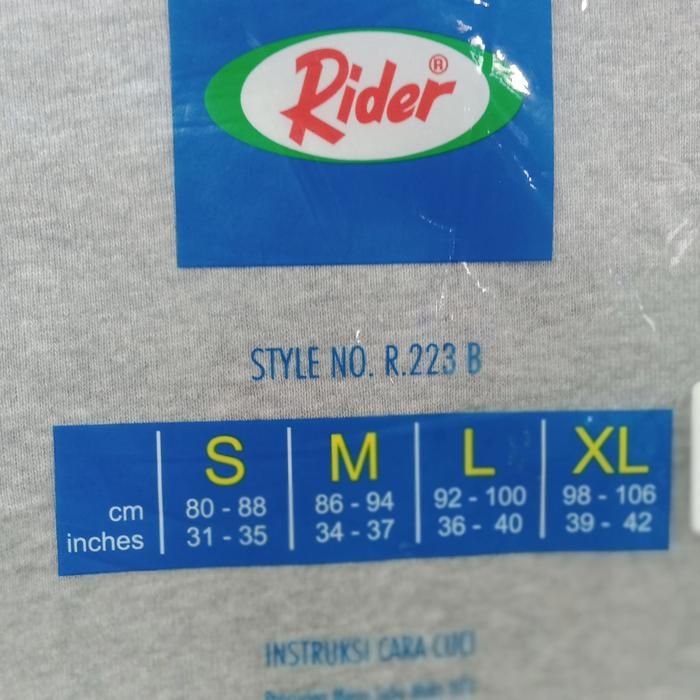 Rider®
STYLE NO. R.223 B
S M L XL
cm 80 - 88 86 - 94 92 - 100 98 - 106
inches 31 - 35 34 - 37 36 - 40 39 - 42
INSTRUKSI CARA CUCI